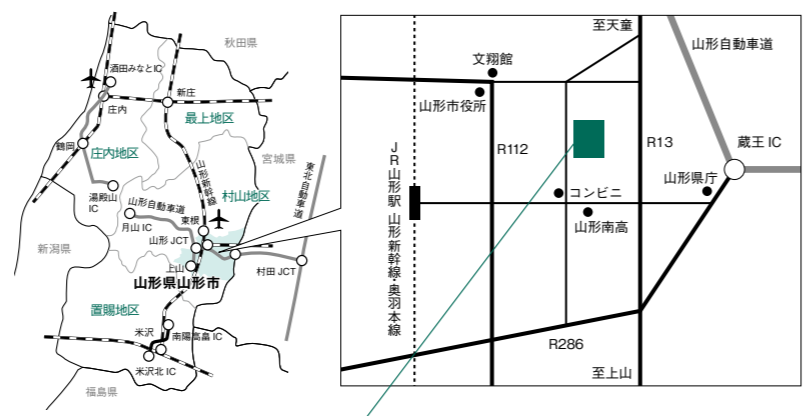 秋田県
酒田みなとIC
新庄
庄内
最上地区
鶴岡
庄内地区
宮城県
山形新幹線
東北自動車道
湯殿山
IC
村山地区
山形自動車道
東根
月山 IC
山形 JCT
新潟県
上山
山形県山形市
村田 JCT
置賜地区
米沢
南陽高畠 IC
米沢北 IC
福島県
至天童
山形自動車道
文翔館
山形市役所
R112
R13
蔵王 IC
JR山形駅 山形新幹線・奥羽本線
コンビニ
山形県庁
山形南高
R286
至上山